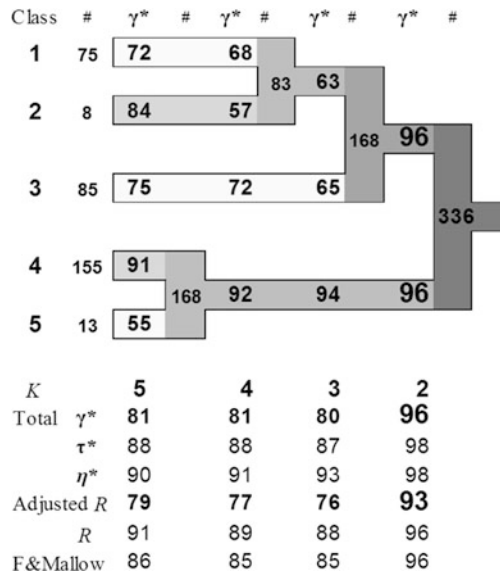 Class # γ* # γ* # γ* # γ* #
1 75 72 68
83 63
2 8 84 57
168 96
3 85 75 72 65
336
4 155 91
168 92 94 96
5 13 55
K 5 4 3 2
Total γ* 81 81 80 96
τ* 88 88 87 98
η* 90 91 93 98
Adjusted R 79 77 76 93
R 91 89 88 96
F&Mallow 86 85 85 96